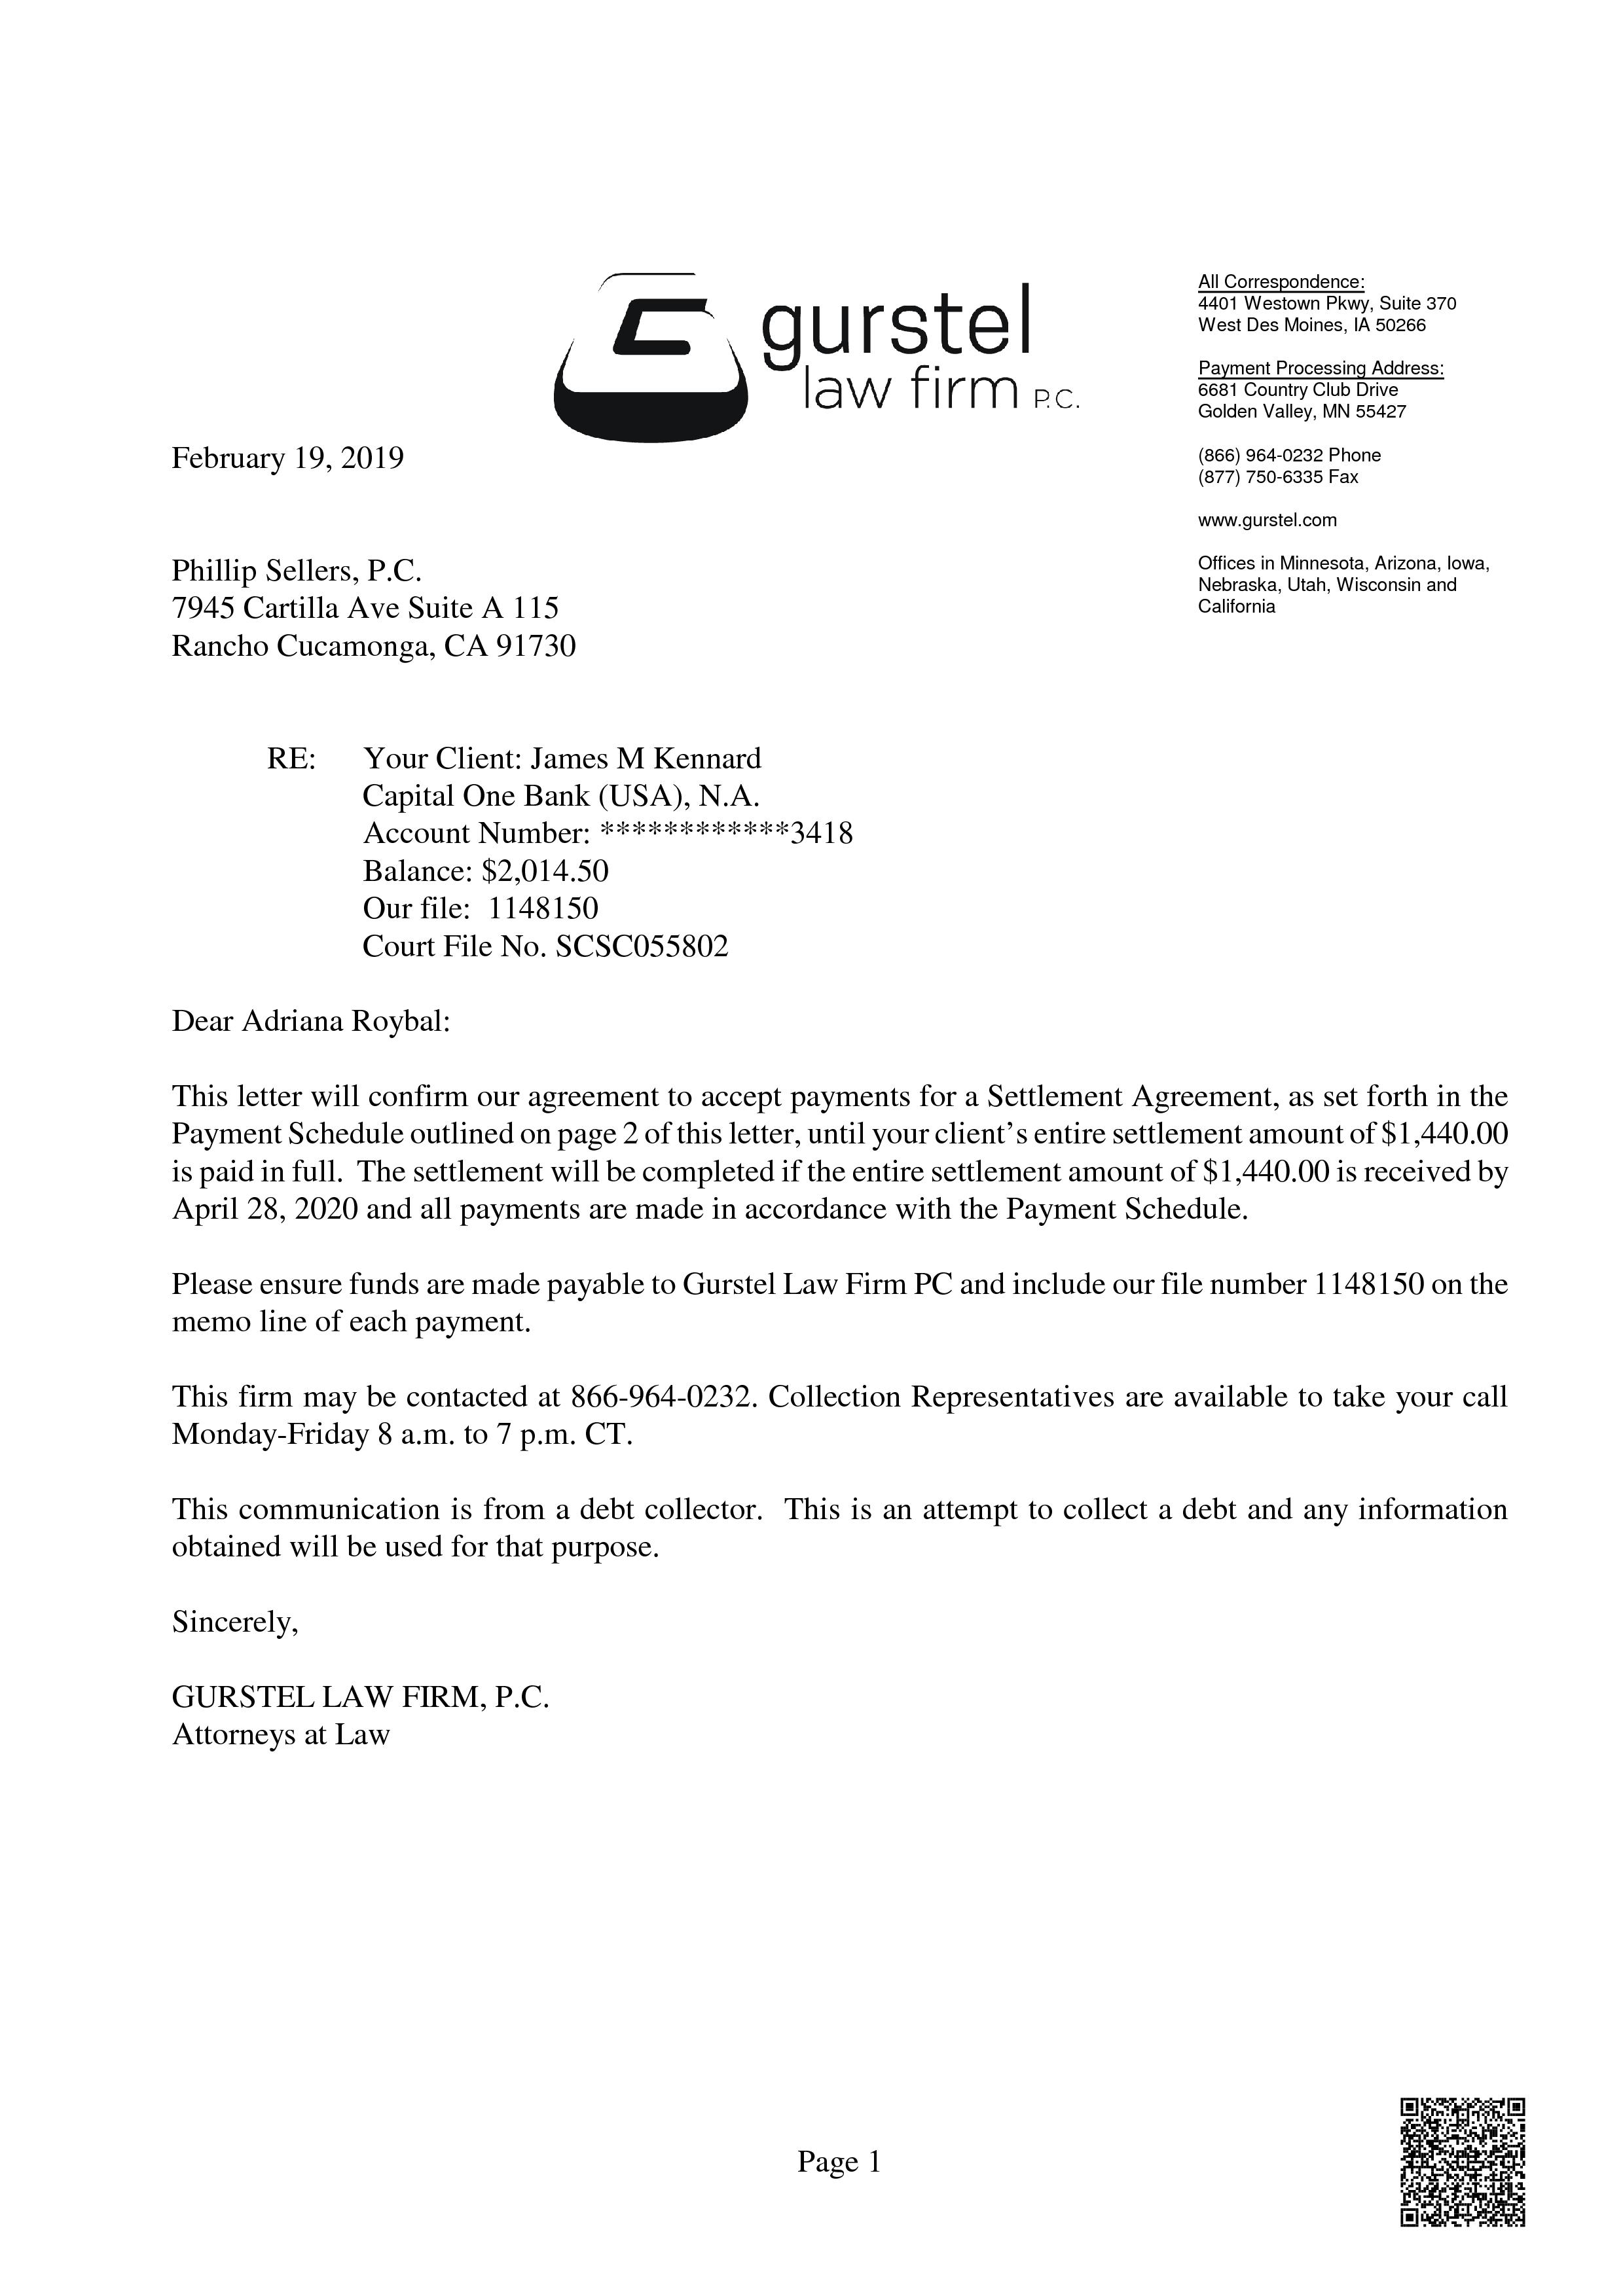 gurstel
law firm P.C.
All Correspondence:
4401 Westown Pkwy, Suite 370
West Des Moines, IA 50266
Payment Processing Address:
6681 Country Club Drive
Golden Valley, MN 55427
(866) 964-0232 Phone
(877) 750-6335 Fax
www.gurstel.com
Offices in Minnesota, Arizona, Iowa,
Nebraska, Utah, Wisconsin and
California
February 19, 2019
Phillip Sellers, P.C.
7945 Cartilla Ave Suite A 115
Rancho Cucamonga, CA 91730
RE: Your Client: James M Kennard
Capital One Bank (USA), N.A.
Account Number: ************3418
Balance: $2,014.50
Our file: 1148150
Court File No. SCSC055802
Dear Adriana Roybal:
This letter will confirm our agreement to accept payments for a Settlement Agreement, as set forth in the
Payment Schedule outlined on page 2 of this letter, until your client’s entire settlement amount of $1,440.00
is paid in full. The settlement will be completed if the entire settlement amount of $1,440.00 is received by
April 28, 2020 and all payments are made in accordance with the Payment Schedule.
Please ensure funds are made payable to Gurstel Law Firm PC and include our file number 1148150 on the
memo line of each payment.
This firm may be contacted at 866-964-0232. Collection Representatives are available to take your call
Monday-Friday 8 a.m. to 7 p.m. CT.
This communication is from a debt collector. This is an attempt to collect a debt and any information
obtained will be used for that purpose.
Sincerely,
GURSTEL LAW FIRM, P.C.
Attorneys at Law
Page 1